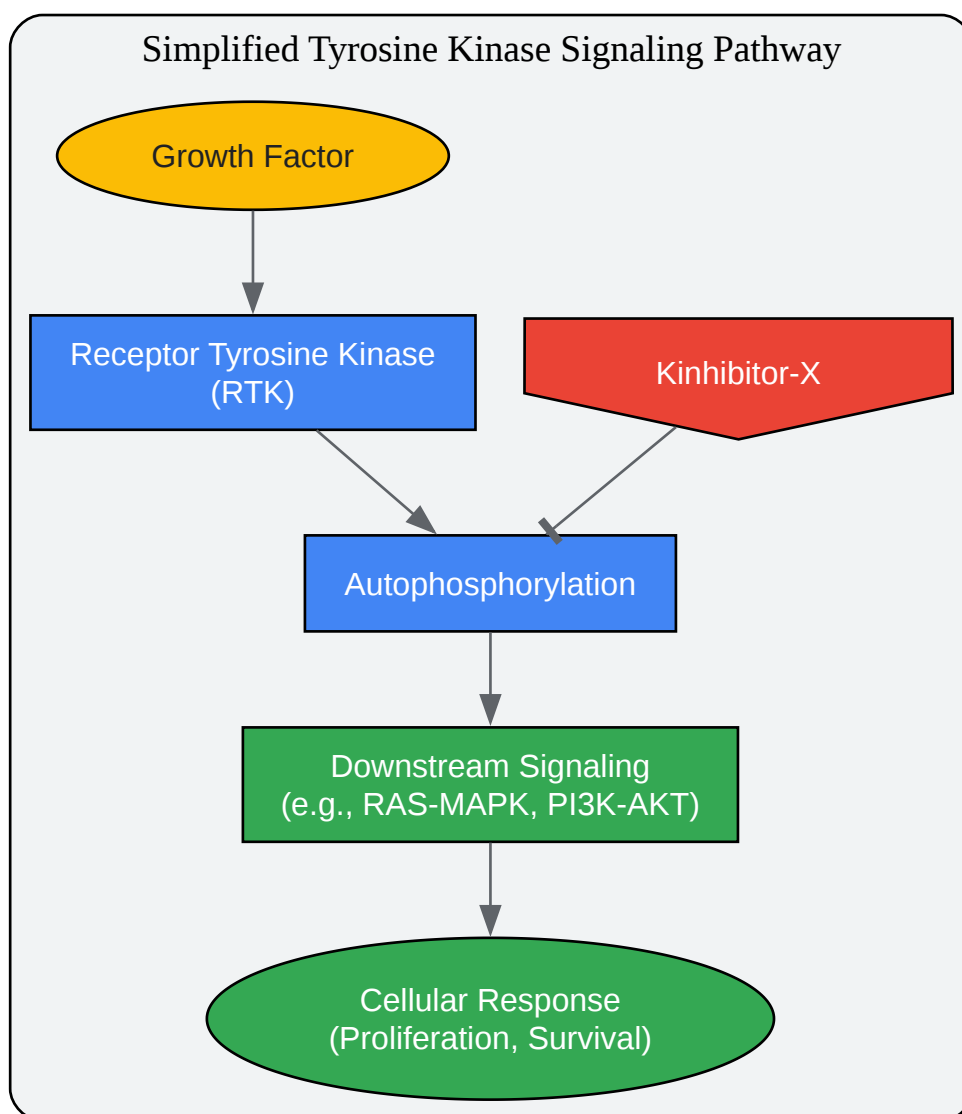 Simplified Tyrosine Kinase Signaling Pathway
Growth Factor
Receptor Tyrosine Kinase
(RTK)
Kinhibitor-X
Autophosphorylation
Downstream Signaling
(e.g., RAS-MAPK, PI3K-AKT)
Cellular Response
(Proliferation, Survival)